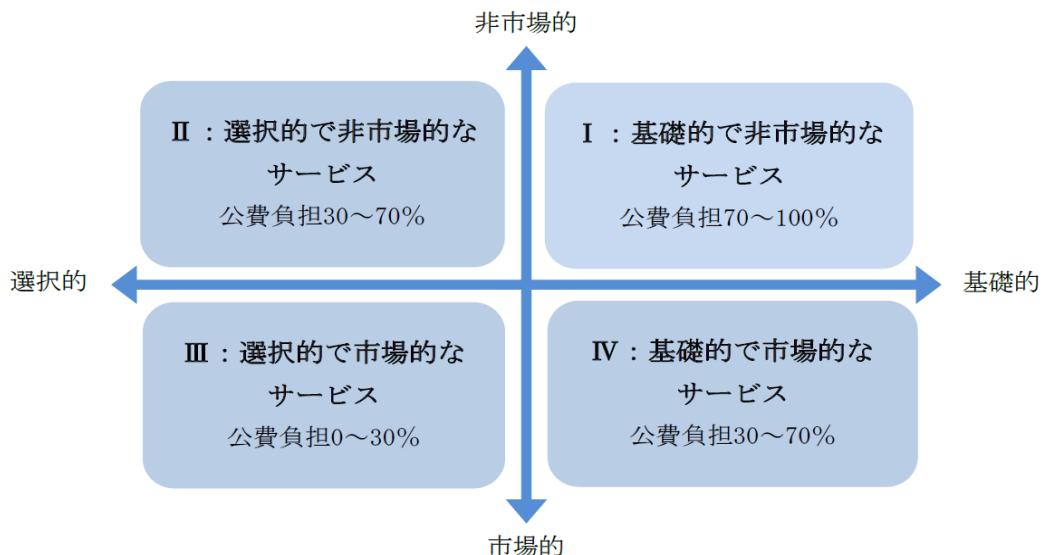 非市場的
Ⅱ：選択的で非市場的な
サービス
公費負担30～70%
Ⅰ：基礎的で非市場的な
サービス
公費負担70～100%
選択的
基礎的
Ⅲ：選択的で市場的な
サービス
公費負担0～30%
Ⅳ：基礎的で市場的な
サービス
公費負担30～70%
市場的